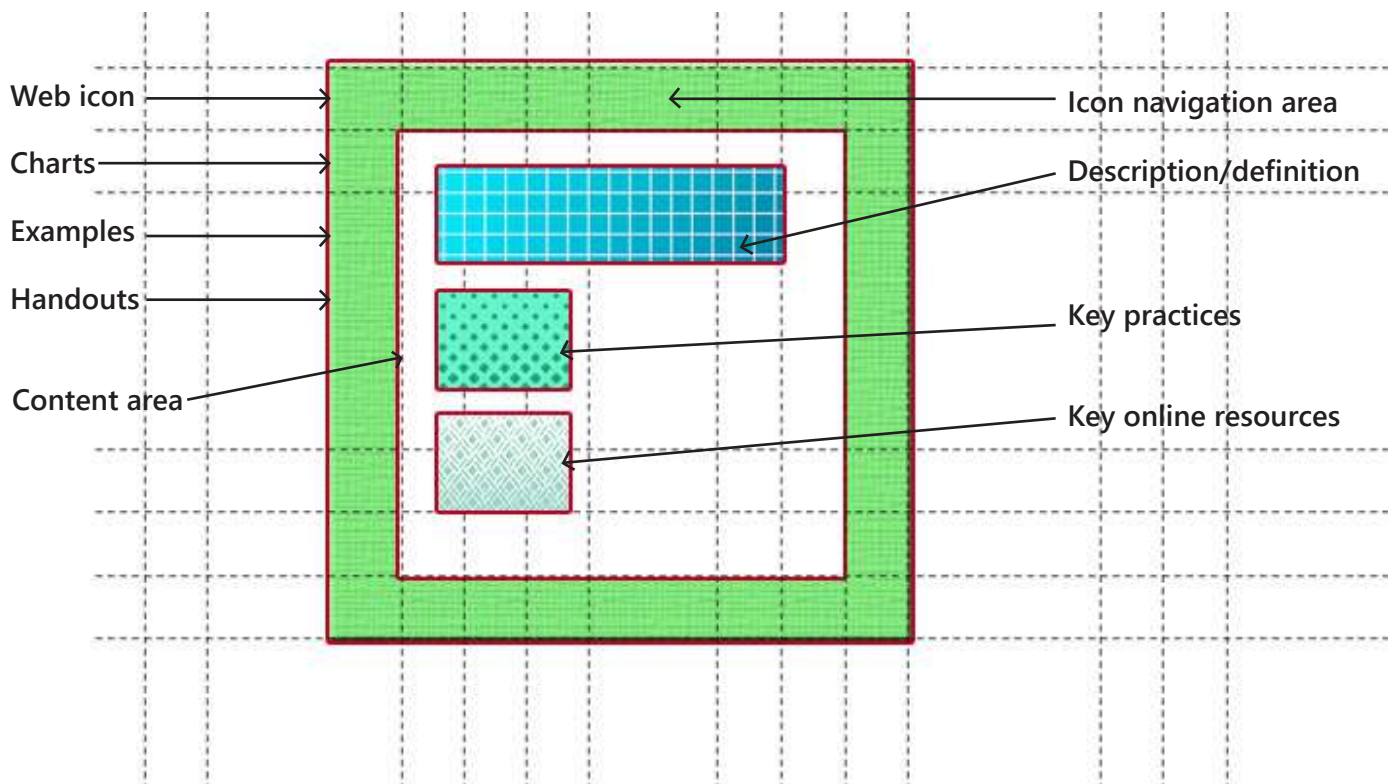 Web icon
Charts
Examples
Handouts
Content area
Icon navigation area
Description/definition
Key practices
Key online resources